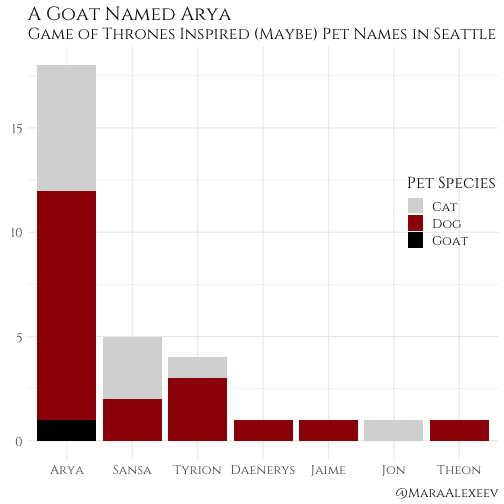 A Goat Named Arya
Game of Thrones Inspired (Maybe) Pet Names in Seattle
15
10
5
0
Pet Species
Cat
Dog
Goat
Arya
Sansa
Tyrion
Daenerys
Jaime
Jon
Theon
@MaraAlexeev